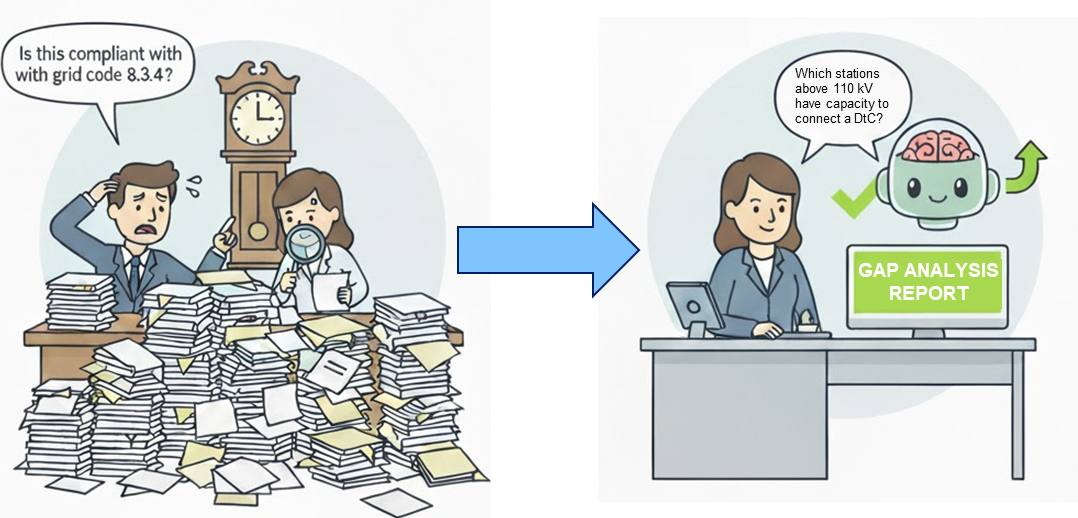 Is this compliant with
with grid code 8.3.4?
Which stations
above 110 kV
have capacity to
connect a DtC?
GAP ANALYSIS
REPORT